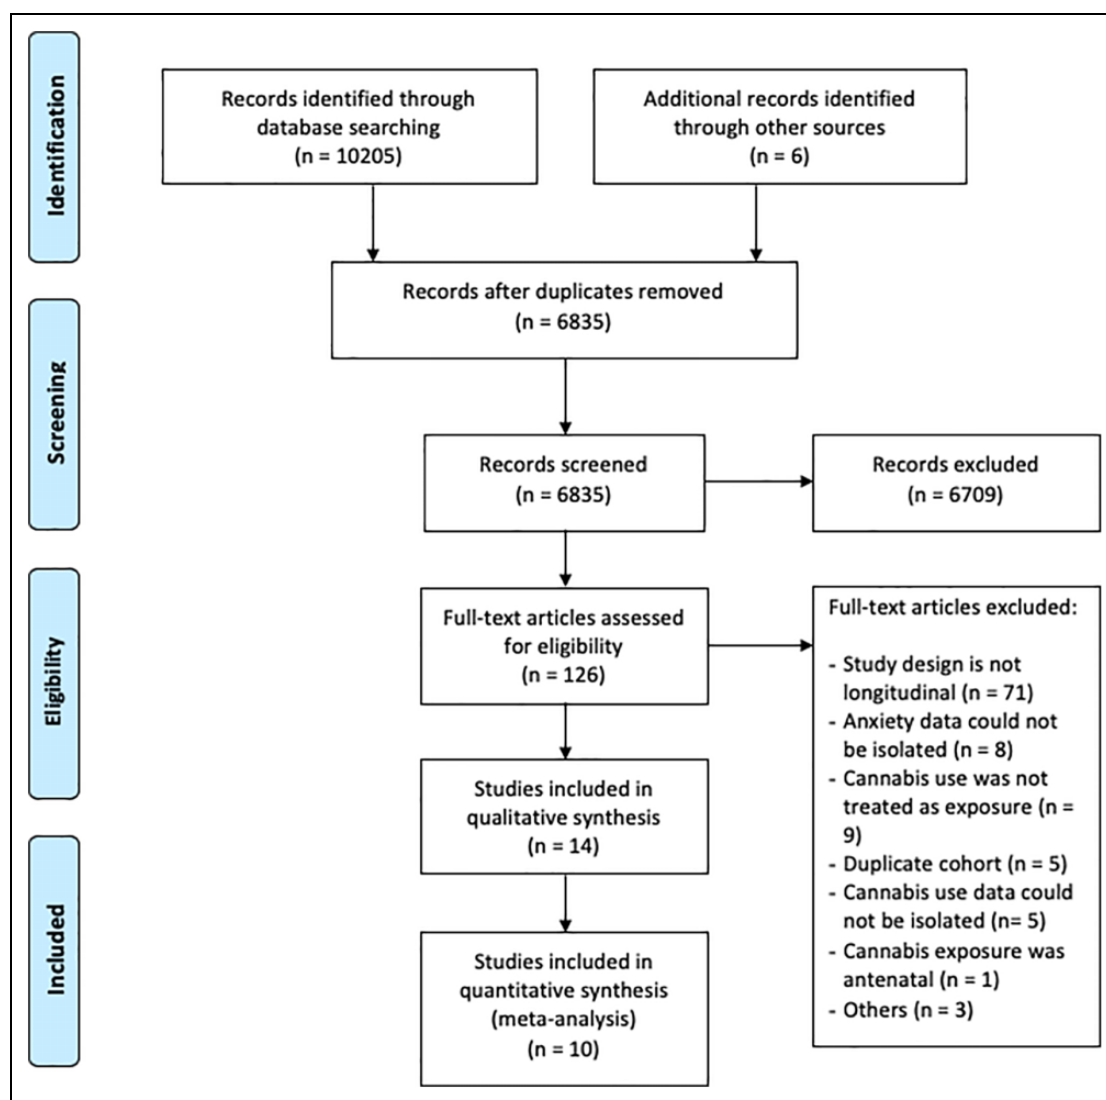 Identification
Records identified through
database searching
(n = 10205)
Additional records identified
through other sources
(n = 6)
Records after duplicates removed
(n = 6835)
Screening
Records screened
(n = 6835)
Records excluded
(n = 6709)
Eligibility
Full-text articles assessed
for eligibility
(n = 126)
Full-text articles excluded:
- Study design is not
longitudinal (n = 71)
- Anxiety data could not
be isolated (n = 8)
- Cannabis use was not
treated as exposure (n =
9)
- Duplicate cohort (n = 5)
- Cannabis use data could
not be isolated (n= 5)
- Cannabis exposure was
antenatal (n = 1)
- Others (n = 3)
Studies included in
qualitative synthesis
(n = 14)
Included
Studies included in
quantitative synthesis
(meta-analysis)
(n = 10)